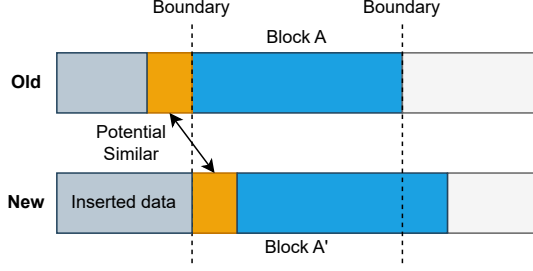 Boundary
Boundary
Block A
Old
Potential
Similar
New
Inserted data
Block A'